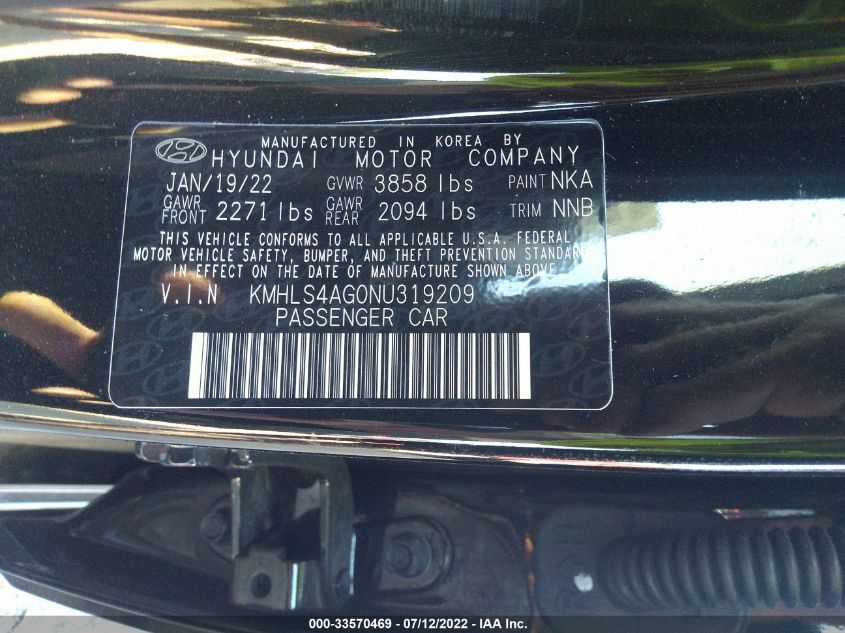 MANUFACTURED IN KOREA BY
HYUNDAI MOTOR COMPANY
JAN/19/22 GVWR 3858 lbs PAINT NKA
GAWR FRONT 2271 lbs GAWR REAR 2094 lbs TRIM NNB
THIS VEHICLE CONFORMS TO ALL APPLICABLE U.S.A. FEDERAL
MOTOR VEHICLE SAFETY, BUMPER, AND THEFT PREVENTION STANDARDS
IN EFFECT ON THE DATE OF MANUFACTURE SHOWN ABOVE.
V.I.N KMHLS4AG0NU319209
PASSENGER CAR
000-33570469 - 07/12/2022 - IAA Inc.